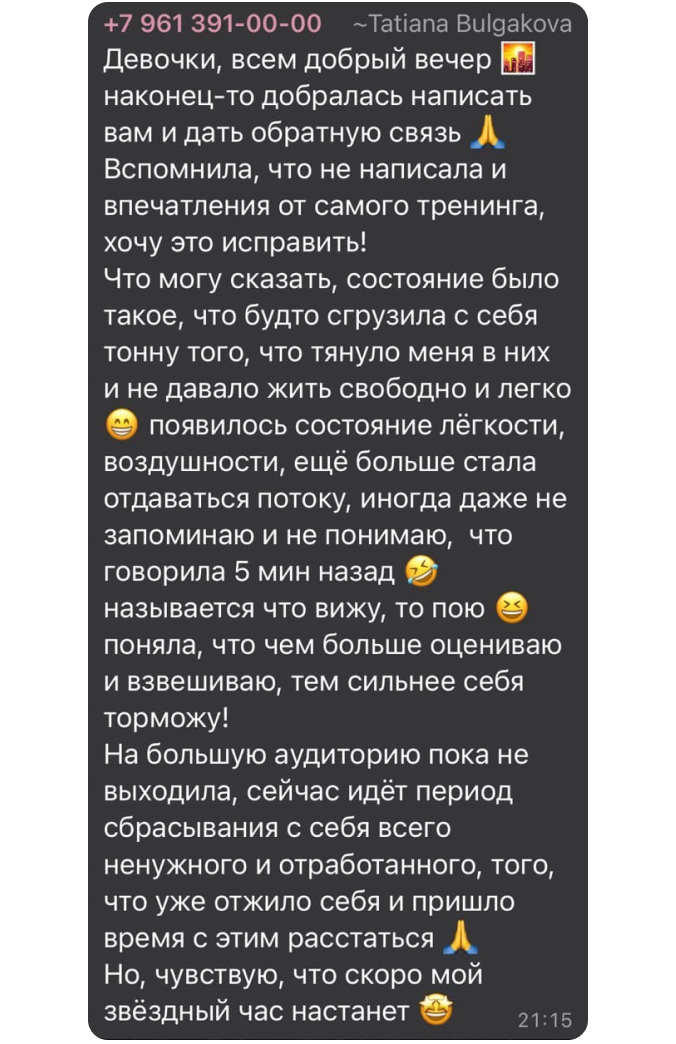 +7 961 391-00-00 ~Tatiana Bulgakova
Девочки, всем добрый вечер 🌇
наконец-то добралась написать
вам и дать обратную связь 🙏
Вспомнила, что не написала и
впечатления от самого тренинга,
хочу это исправить!
Что могу сказать, состояние было
такое, что будто сгрузила с себя
тонну того, что тянуло меня в них
и не давало жить свободно и легко
😁 появилось состояние лёгкости,
воздушности, ещё больше стала
отдаваться потоку, иногда даже не
запоминаю и не понимаю,  что
говорила 5 мин назад 🤣
называется что вижу, то пою 😆
поняла, что чем больше оцениваю
и взвешиваю, тем сильнее себя
торможу!
На большую аудиторию пока не
выходила, сейчас идёт период
сбрасывания с себя всего
ненужного и отработанного, того,
что уже отжило себя и пришло
время с этим расстаться 🙏
Но, чувствую, что скоро мой
звёздный час настанет 🤩
21:15